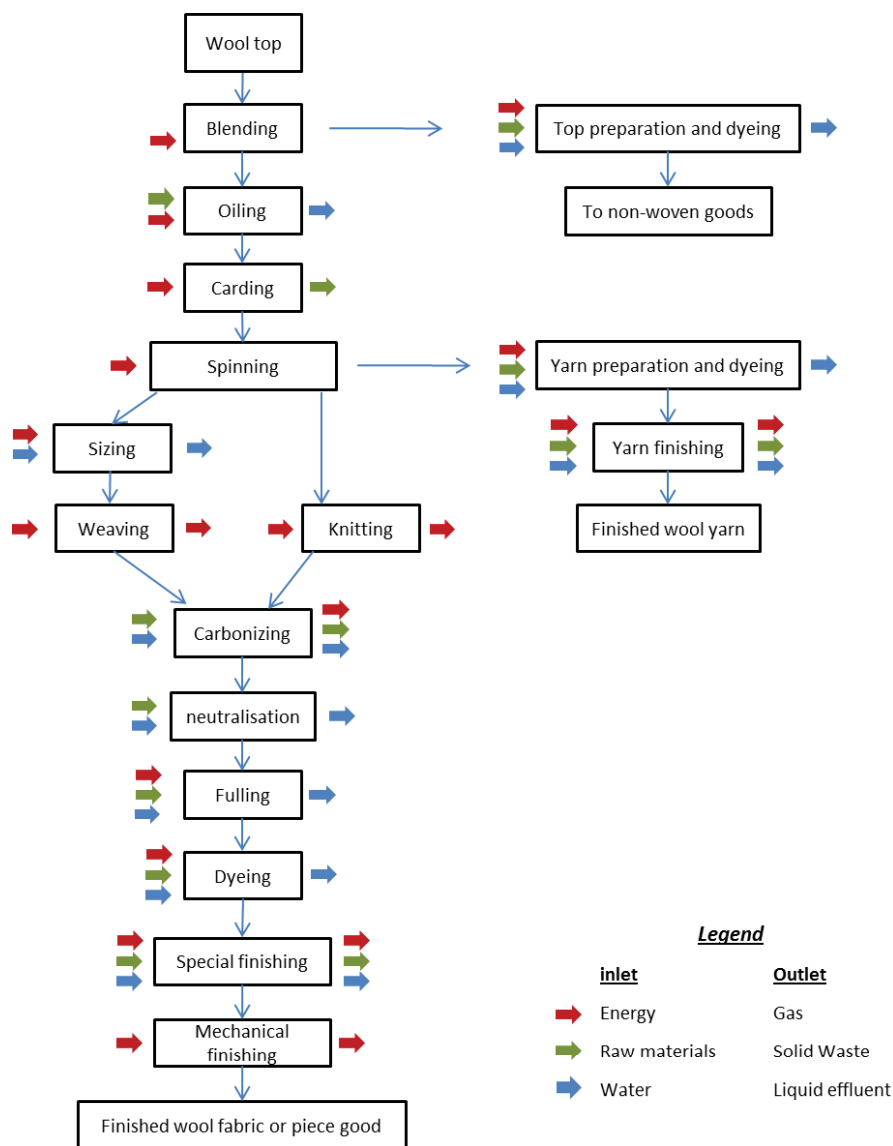 Wool top
Blending
Top preparation and dyeing
Oiling
To non-woven goods
Carding
Spinning
Yarn preparation and dyeing
Sizing
Yarn finishing
Weaving
Knitting
Finished wool yarn
Carbonizing
neutralisation
Fulling
Dyeing
Special finishing
Mechanical
finishing
Finished wool fabric or piece good
Legend
inlet
Outlet
Energy
Gas
Raw materials
Solid Waste
Water
Liquid effluent